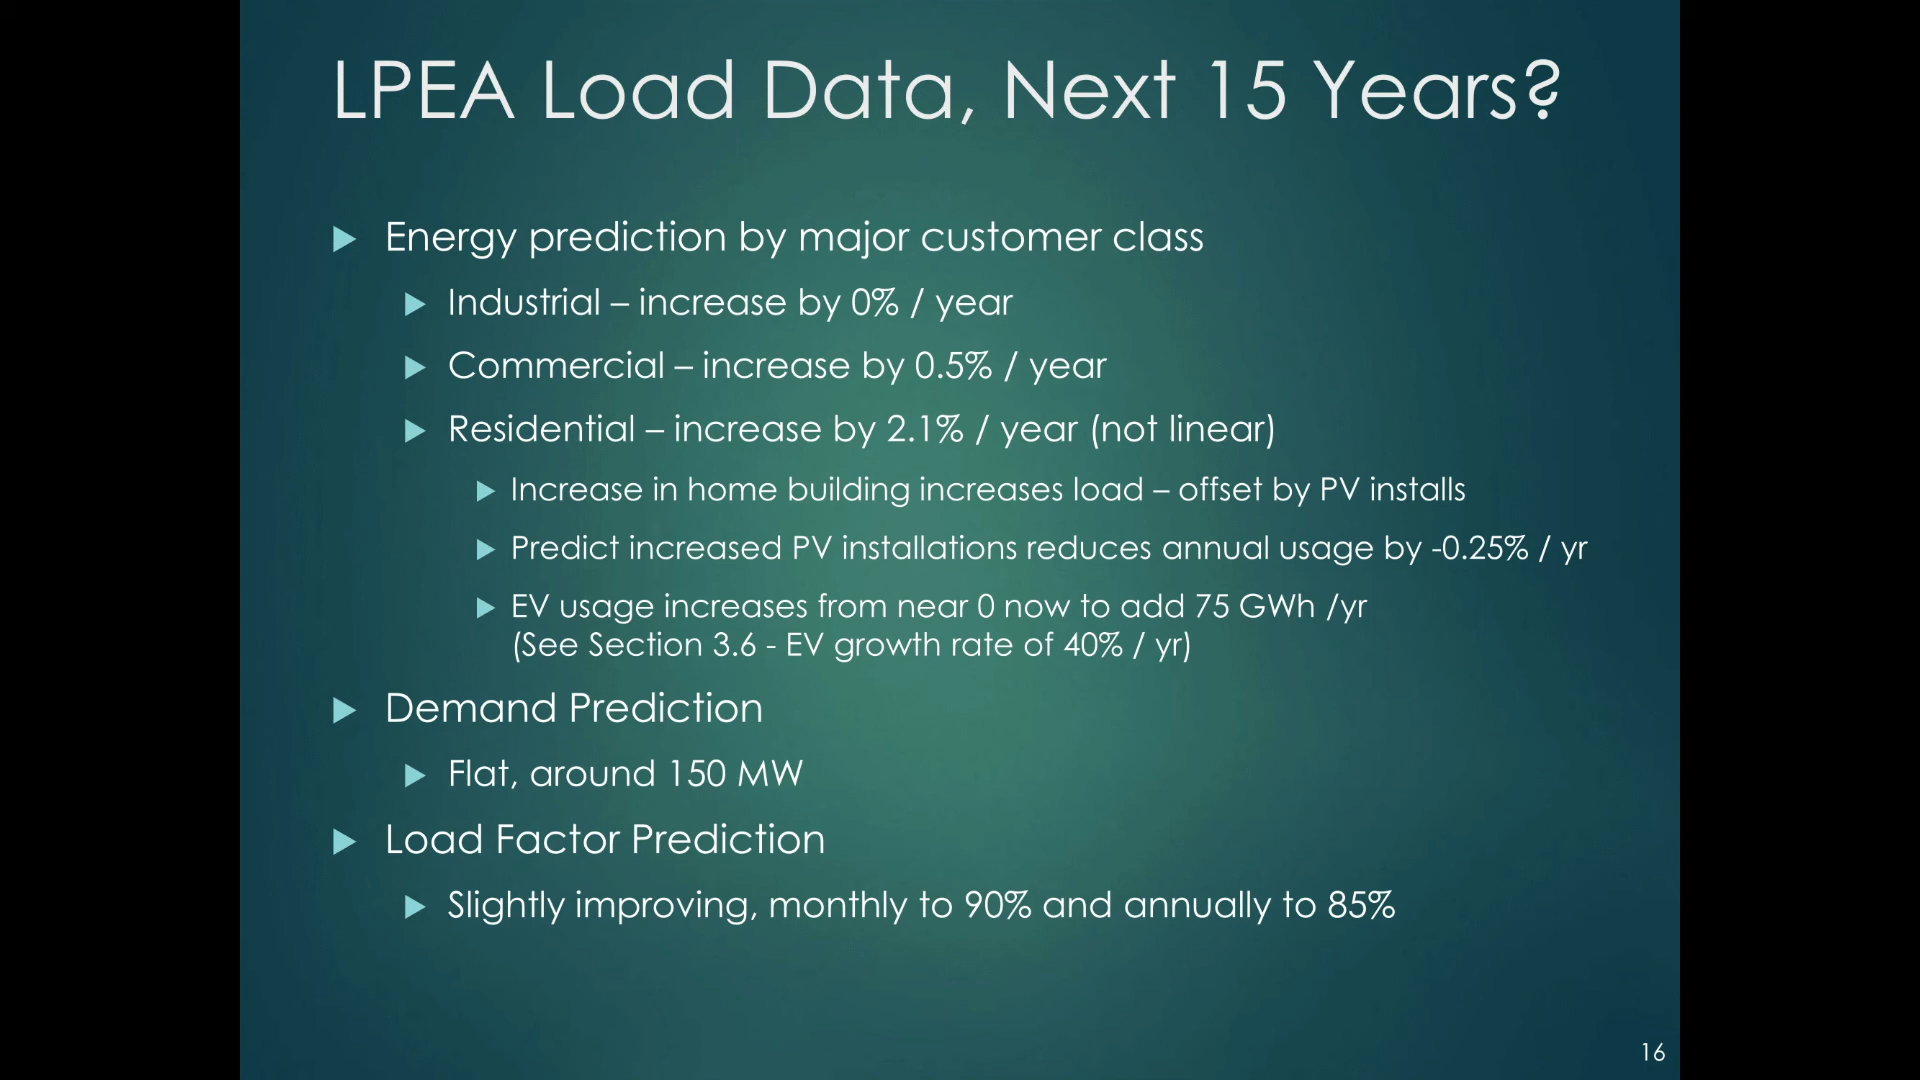 LPEA Load Data, Next 15 Years?
Energy prediction by major customer class
Industrial – increase by 0% / year
Commercial – increase by 0.5% / year
Residential – increase by 2.1% / year (not linear)
Increase in home building increases load – offset by PV installs
Predict increased PV installations reduces annual usage by -0.25% / yr
EV usage increases from near 0 now to add 75 GWh /yr
(See Section 3.6 - EV growth rate of 40% / yr)
Demand Prediction
Flat, around 150 MW
Load Factor Prediction
Slightly improving, monthly to 90% and annually to 85%
16